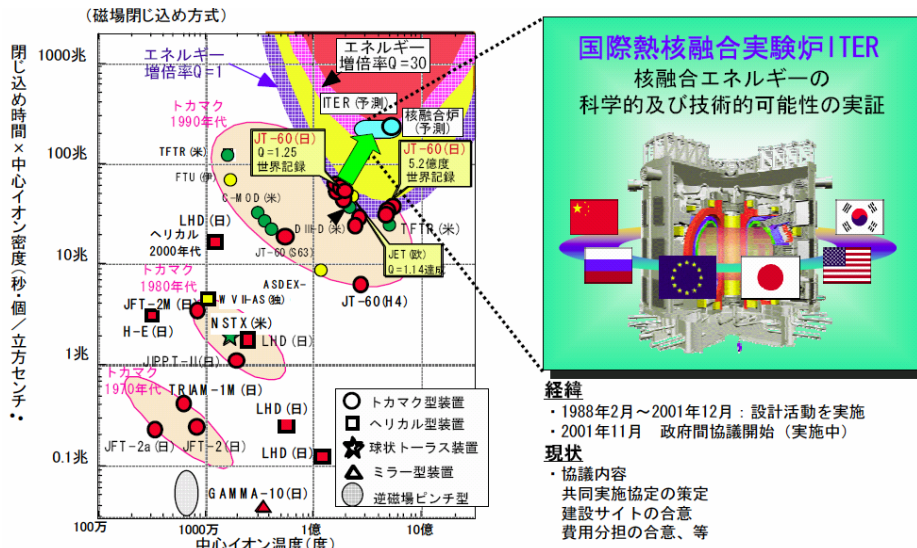 (磁場閉じ込め方式)
閉じ込め時間×中心イオン密度(秒・個/立方センチ・
1000兆
100兆
10兆
1兆
0.1兆
100万
1000万
1億
10億
中心イオン温度(度)
エネルギー
増倍率Q=1
エネルギー
増倍率Q=30
ITER(予測)
核融合炉
(予測)
トカマク
1990年代
JT-60(日)
Q=1.25
世界記録
JT-60(日)
5.2億度
世界記録
TFTR(米)
FTU(伊)
C-MOD(米)
LHD(日)
ヘリカル
2000年代
DIII-D(米)
TFTR(米)
JT-60(S63)
JET(欧)
Q=1.14達成
ASDEX-
JT-60(H4)
トカマク
1980年代
JFT-2M(日)
W VII-AS(独)
H-E(日)
NSTX(米)
LHD(日)
JIPPT-II(日)
トカマク
1970年代
TRIAM-1M(日)
LHD(日)
JFT-2a(日)
JFT-2(日)
LHD(日)
GAMMA-10(日)
トカマク型装置
ヘリカル型装置
球状トーラス装置
ミラー型装置
逆磁場ピンチ型
国際熱核融合実験炉ITER
核融合エネルギーの
科学的及び技術的可能性の実証
経緯
・1988年2月~2001年12月:設計活動を実施
・2001年11月 政府間協議開始(実施中)
現状
・協議内容
共同実施協定の策定
建設サイトの合意
費用分担の合意、等